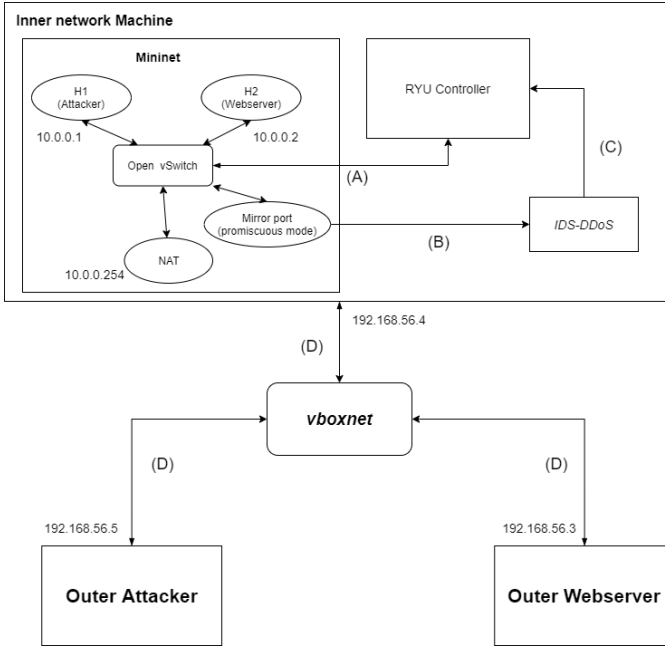 Inner network Machine
Mininet
H1
(Attacker)
H2
(Webserver)
RYU Controller
10.0.0.1
10.0.0.2
Open vSwitch
(A)
(C)
Mirror port
(promiscuous mode)
(B)
IDS-DDoS
NAT
10.0.0.254
192.168.56.4
(D)
vboxnet
(D)
(D)
192.168.56.5
192.168.56.3
Outer Attacker
Outer Webserver